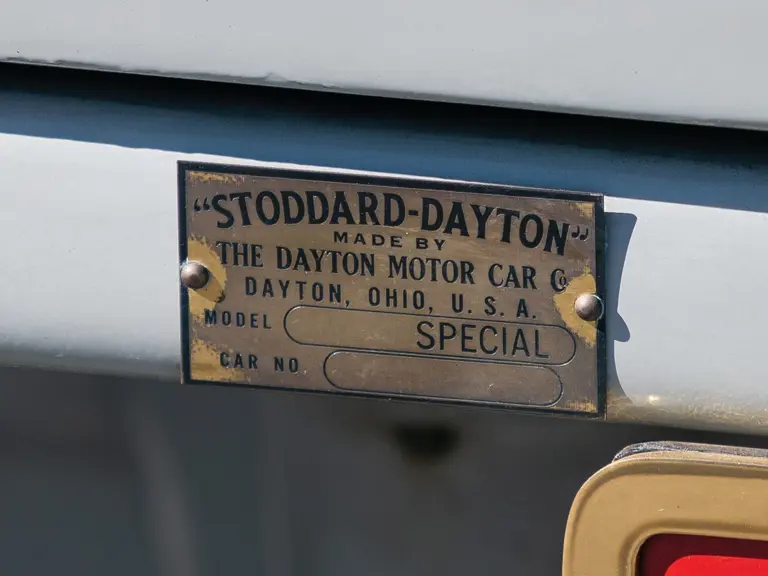 “STODDARD-DAYTON”
MADE BY
THE DAYTON MOTOR CAR Co
DAYTON, OHIO, U.S.A.
MODEL SPECIAL
CAR NO.